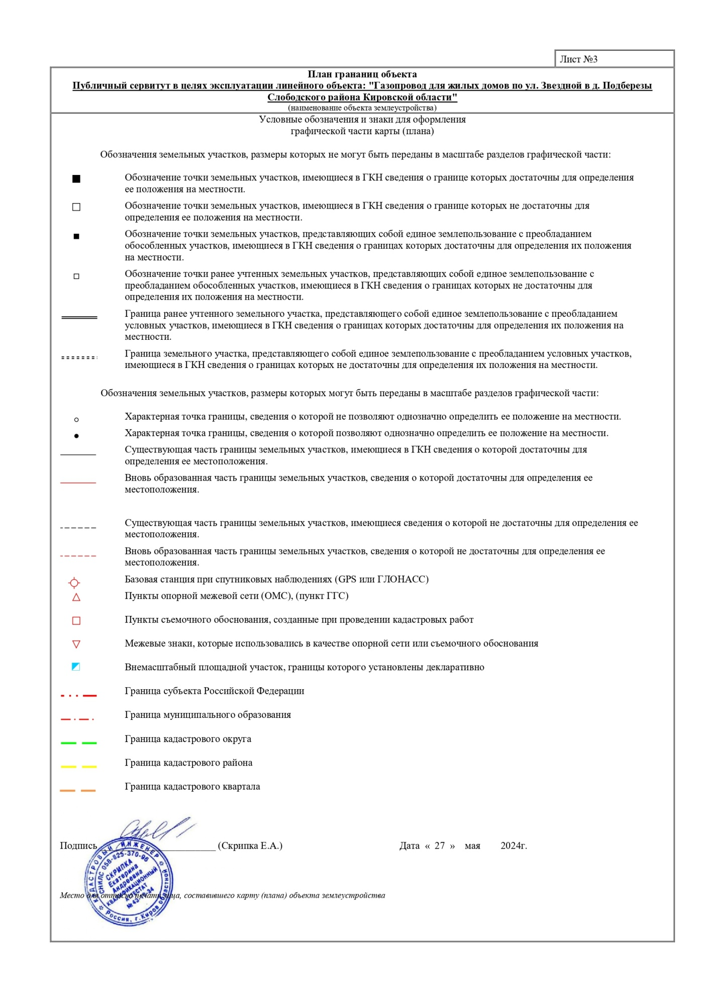 Лист №3
План грананиц объекта
Публичный сервитут в целях эксплуатации линейного объекта: "Газопровод для жилых домов по ул. Звездной в д. Подберезы
Слободского района Кировской области"
(наименование объекта землеустройства)
Условные обозначения и знаки для оформления
графической части карты (плана)
Обозначения земельных участков, размеры которых не могут быть переданы в масштабе разделов графической части:
Обозначение точки земельных участков, имеющиеся в ГКН сведения о границе которых достаточны для определения
ее положения на местности.
Обозначение точки земельных участков, имеющиеся в ГКН сведения о границе которых не достаточны для
определения ее положения на местности.
Обозначение точки земельных участков, представляющих собой единое землепользование с преобладанием
обособленных участков, имеющиеся в ГКН сведения о границах которых достаточны для определения их положения
на местности.
Обозначение точки ранее учтенных земельных участков, представляющих собой единое землепользование с
преобладанием обособленных участков, имеющиеся в ГКН сведения о границах которых не достаточны для
определения их положения на местности.
Граница ранее учтенного земельного участка, представляющего собой единое землепользование с преобладанием
условных участков, имеющиеся в ГКН сведения о границах которых достаточны для определения их положения на
местности.
Граница земельного участка, представляющего собой единое землепользование с преобладанием условных участков,
имеющиеся в ГКН сведения о границах которых не достаточны для определения их положения на местности.
Обозначения земельных участков, размеры которых могут быть переданы в масштабе разделов графической части:
Характерная точка границы, сведения о которой не позволяют однозначно определить ее положение на местности.
Характерная точка границы, сведения о которой позволяют однозначно определить ее положение на местности.
Существующая часть границы земельных участков, имеющиеся в ГКН сведения о которой достаточны для
определения ее местоположения.
Вновь образованная часть границы земельных участков, сведения о которой достаточны для определения ее
местоположения.
Существующая часть границы земельных участков, имеющиеся сведения о которой не достаточны для определения ее
местоположения.
Вновь образованная часть границы земельных участков, сведения о которой не достаточны для определения ее
местоположения.
Базовая станция при спутниковых наблюдениях (GPS или ГЛОНАСС)
Пункты опорной межевой сети (ОМС), (пункт ГГС)
Пункты съемочного обоснования, созданные при проведении кадастровых работ
Межевые знаки, которые использовались в качестве опорной сети или съемочного обоснования
Внемасштабный площадной участок, границы которого установлены декларативно
Граница субъекта Российской Федерации
Граница муниципального образования
Граница кадастрового округа
Граница кадастрового района
Граница кадастрового квартала
Подпись (Скрипка Е.А.) Дата « 27 » мая 2024г.
КАДАСТРОВЫЙ ИНЖЕНЕР
СНИЛС 058-825-370-96
СКРИПКА
Екатерина
Андреевна
КВАЛИФИКАЦИОННЫЙ
АТТЕСТАТ
Россия, г.Киров
Место для оттиска печати лица, составившего карту (плана) объекта землеустройства